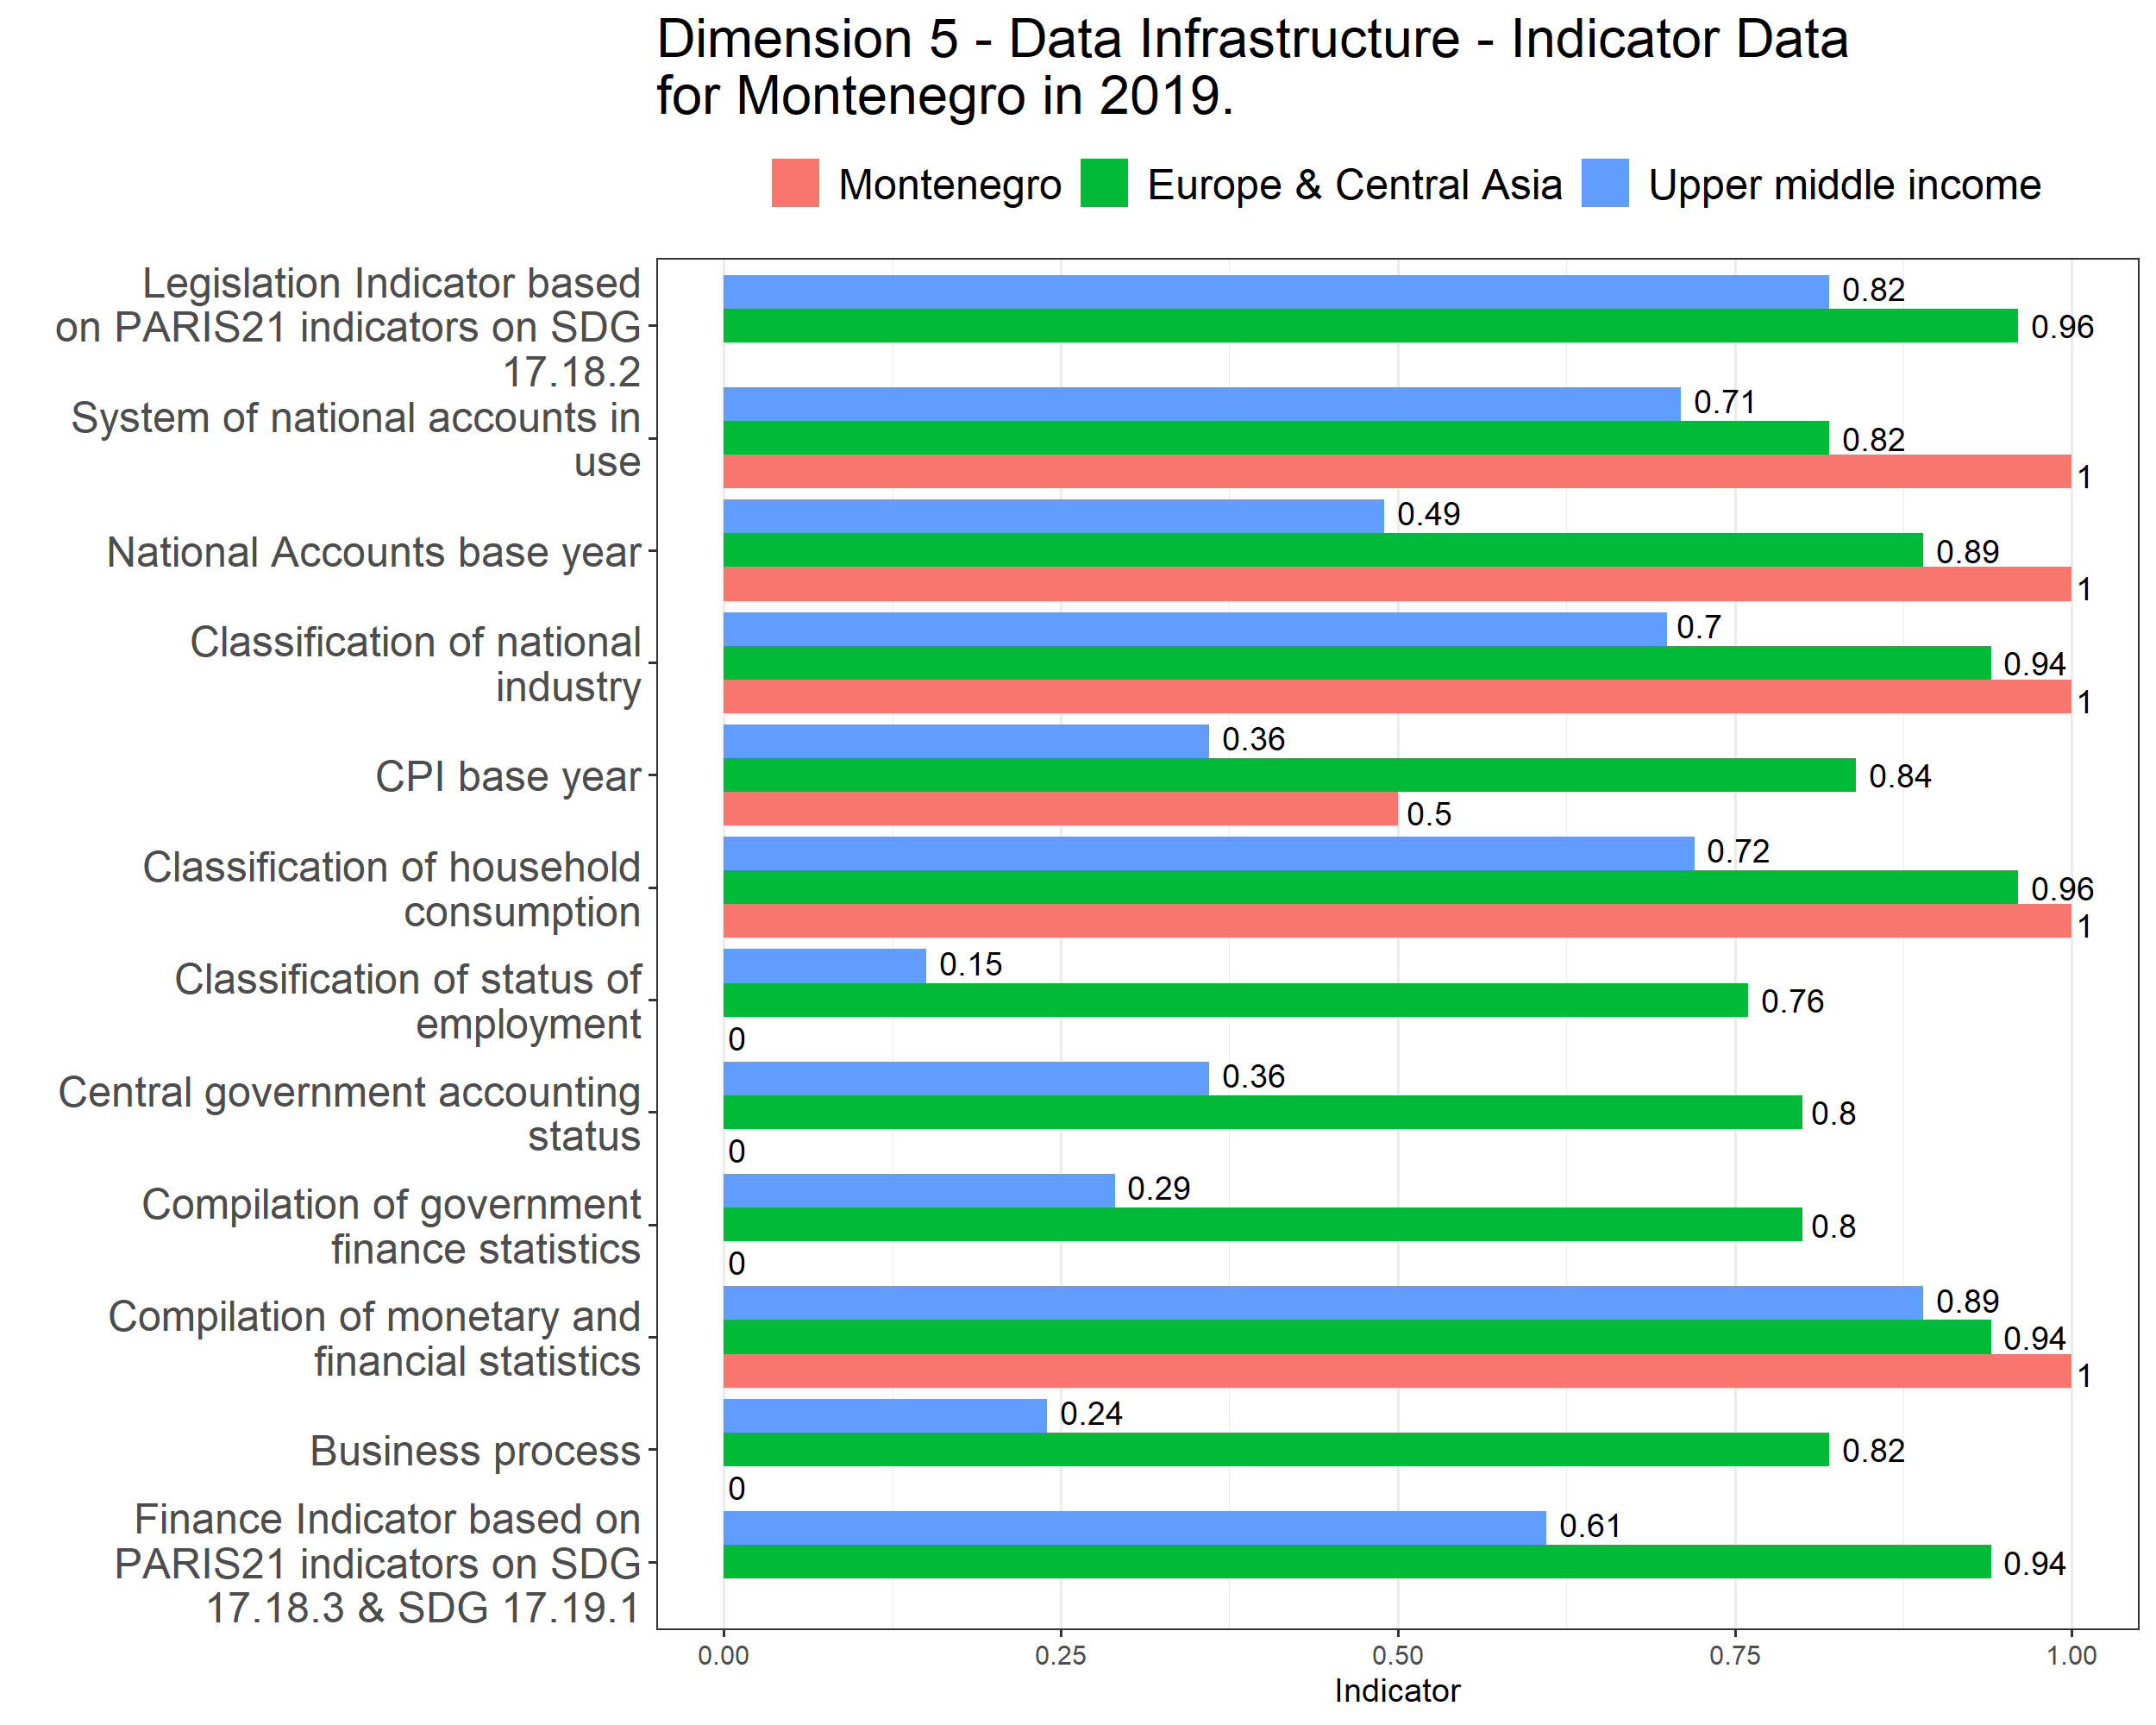 Dimension 5 - Data Infrastructure - Indicator Data
for Montenegro in 2019.
Montenegro
Europe & Central Asia
Upper middle income
Legislation Indicator based
on PARIS21 indicators on SDG
17.18.2
0.82
0.96
System of national accounts in
use
0.71
0.82
1
National Accounts base year
0.49
0.89
1
Classification of national
industry
0.7
0.94
1
CPI base year
0.36
0.84
0.5
Classification of household
consumption
0.72
0.96
1
Classification of status of
employment
0.15
0.76
0
Central government accounting
status
0.36
0.8
0
Compilation of government
finance statistics
0.29
0.8
0
Compilation of monetary and
financial statistics
0.89
0.94
1
Business process
0.24
0.82
0
Finance Indicator based on
PARIS21 indicators on SDG
17.18.3 & SDG 17.19.1
0.61
0.94
0.00
0.25
0.50
0.75
1.00
Indicator